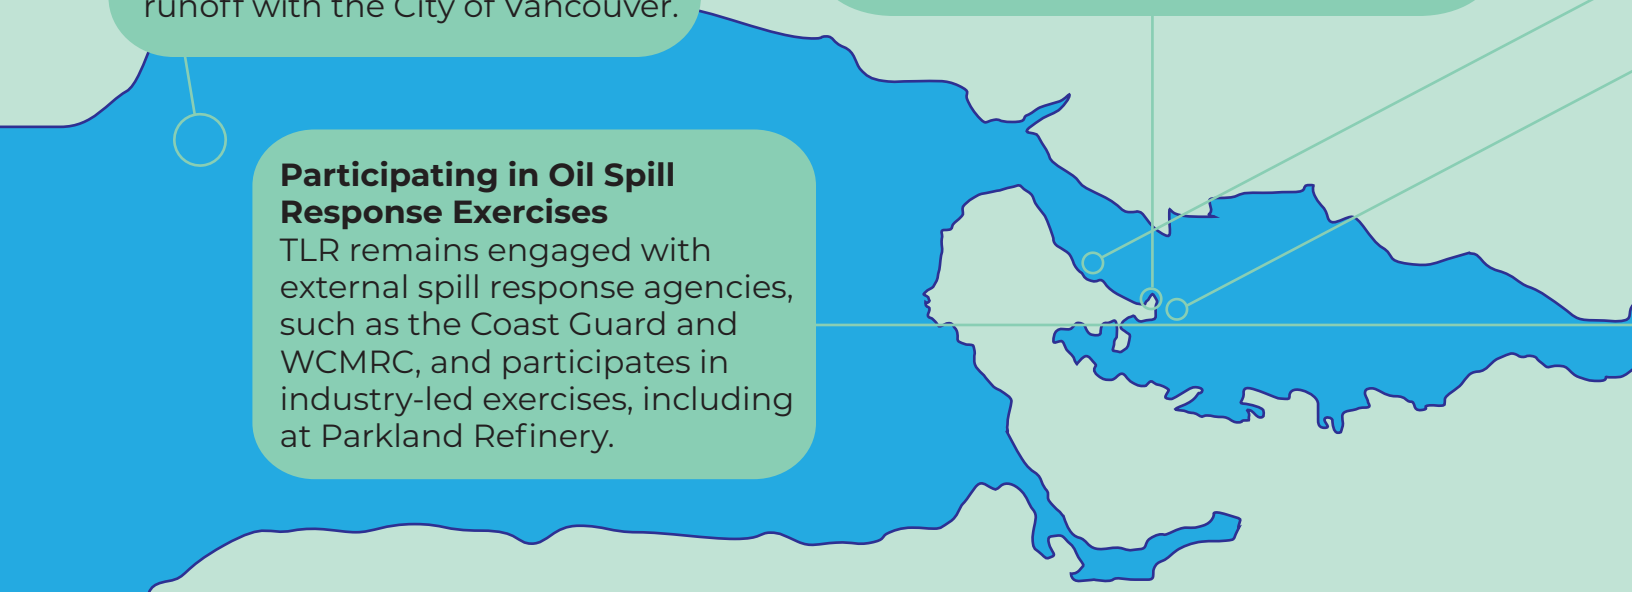 runoff with the City of Vancouver.
Participating in Oil Spill
Response Exercises
TLR remains engaged with
external spill response agencies,
such as the Coast Guard and
WCMRC, and participates in
industry-led exercises, including
at Parkland Refinery.